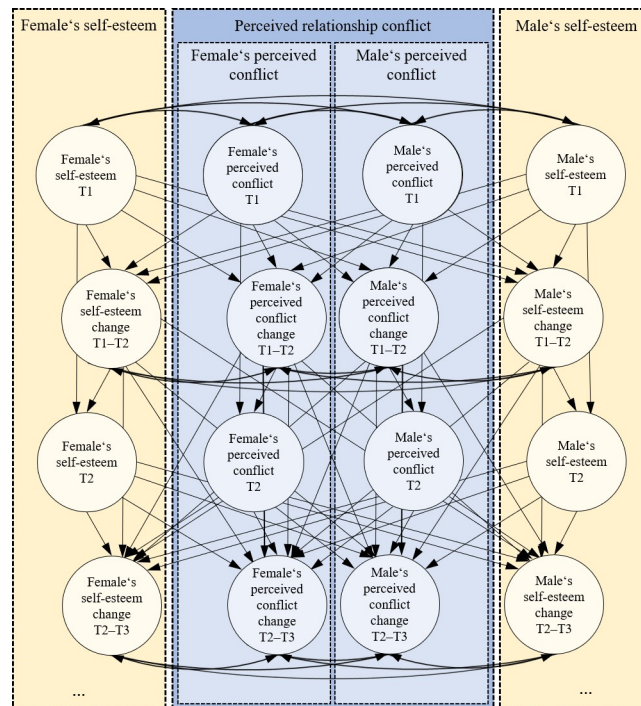 Female‘s self-esteem
Perceived relationship conflict
Male‘s self-esteem
Female‘s perceived
conflict
Male‘s perceived
conflict
Female‘s
self-esteem
T1
Female‘s
perceived
conflict
T1
Male‘s
perceived
conflict
T1
Male‘s
self-esteem
T1
Female‘s
self-esteem
change
T1–T2
Female‘s
perceived
conflict
change
T1–T2
Male‘s
perceived
conflict
change
T1–T2
Male‘s
self-esteem
change
T1–T2
Female‘s
self-esteem
T2
Female‘s
perceived
conflict
T2
Male‘s
perceived
conflict
T2
Male‘s
self-esteem
T2
Female‘s
self-esteem
change
T2–T3
Female‘s
perceived
conflict
change
T2–T3
Male‘s
perceived
conflict
change
T2–T3
Male‘s
self-esteem
change
T2–T3
...
...